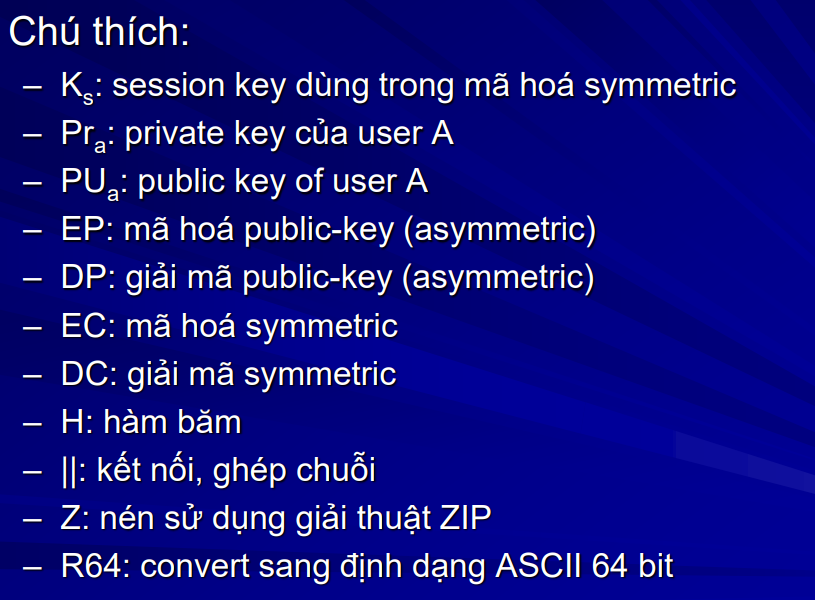 Chú thích:
– Ks: session key dùng trong mã hoá symmetric
– Pra: private key của user A
– PUa: public key of user A
– EP: mã hoá public-key (asymmetric)
– DP: giải mã public-key (asymmetric)
– EC: mã hoá symmetric
– DC: giải mã symmetric
– H: hàm băm
– ||: kết nối, ghép chuỗi
– Z: nén sử dụng giải thuật ZIP
– R64: convert sang định dạng ASCII 64 bit